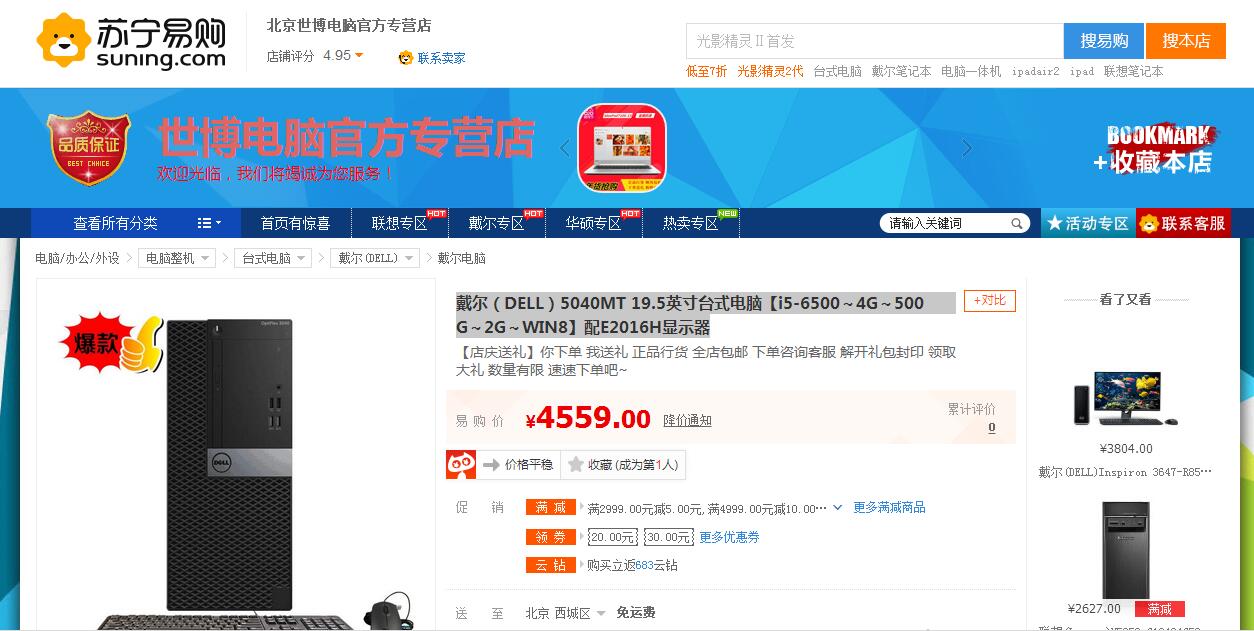 苏宁易购
suning.com
北京世博电脑官方专营店
店铺评分 4.95
联系卖家
光影精灵Ⅱ首发
搜易购
搜本店
低至7折 光影精灵2代 台式电脑 戴尔笔记本 电脑一体机 ipadair2 ipad 联想笔记本
品质保证
BEST CHNICE
世博电脑官方专营店
欢迎光临，我们将竭诚为您服务！
BOOKMARK
+收藏本店
查看所有分类
首页有惊喜
联想专区
HOT
戴尔专区
HOT
华硕专区
HOT
热卖专区
NEW
请输入关键词
活动专区
联系客服
电脑/办公/外设
电脑整机
台式电脑
戴尔(DELL)
戴尔电脑
爆款
OptiPlex 5040
DELL
戴尔（DELL）5040MT 19.5英寸台式电脑【i5-6500～4G～500
G～2G～WIN8】配E2016H显示器
+对比
【店庆送礼】你下单 我送礼 正品行货 全店包邮 下单咨询客服 解开礼包封印 领取
大礼 数量有限 速速下单吧~
易购价
¥4559.00
降价通知
累计评价
0
价格平稳
收藏 (成为第1人)
促销
满减
满2999.00元减5.00元, 满4999.00元减10.00…
更多满减商品
领券
20.00元
30.00元
更多优惠券
云钻
购买立返683云钻
送至
北京 西城区
免运费
看了又看
¥3804.00
戴尔(DELL)Inspiron 3647-R85…
¥2627.00
满减